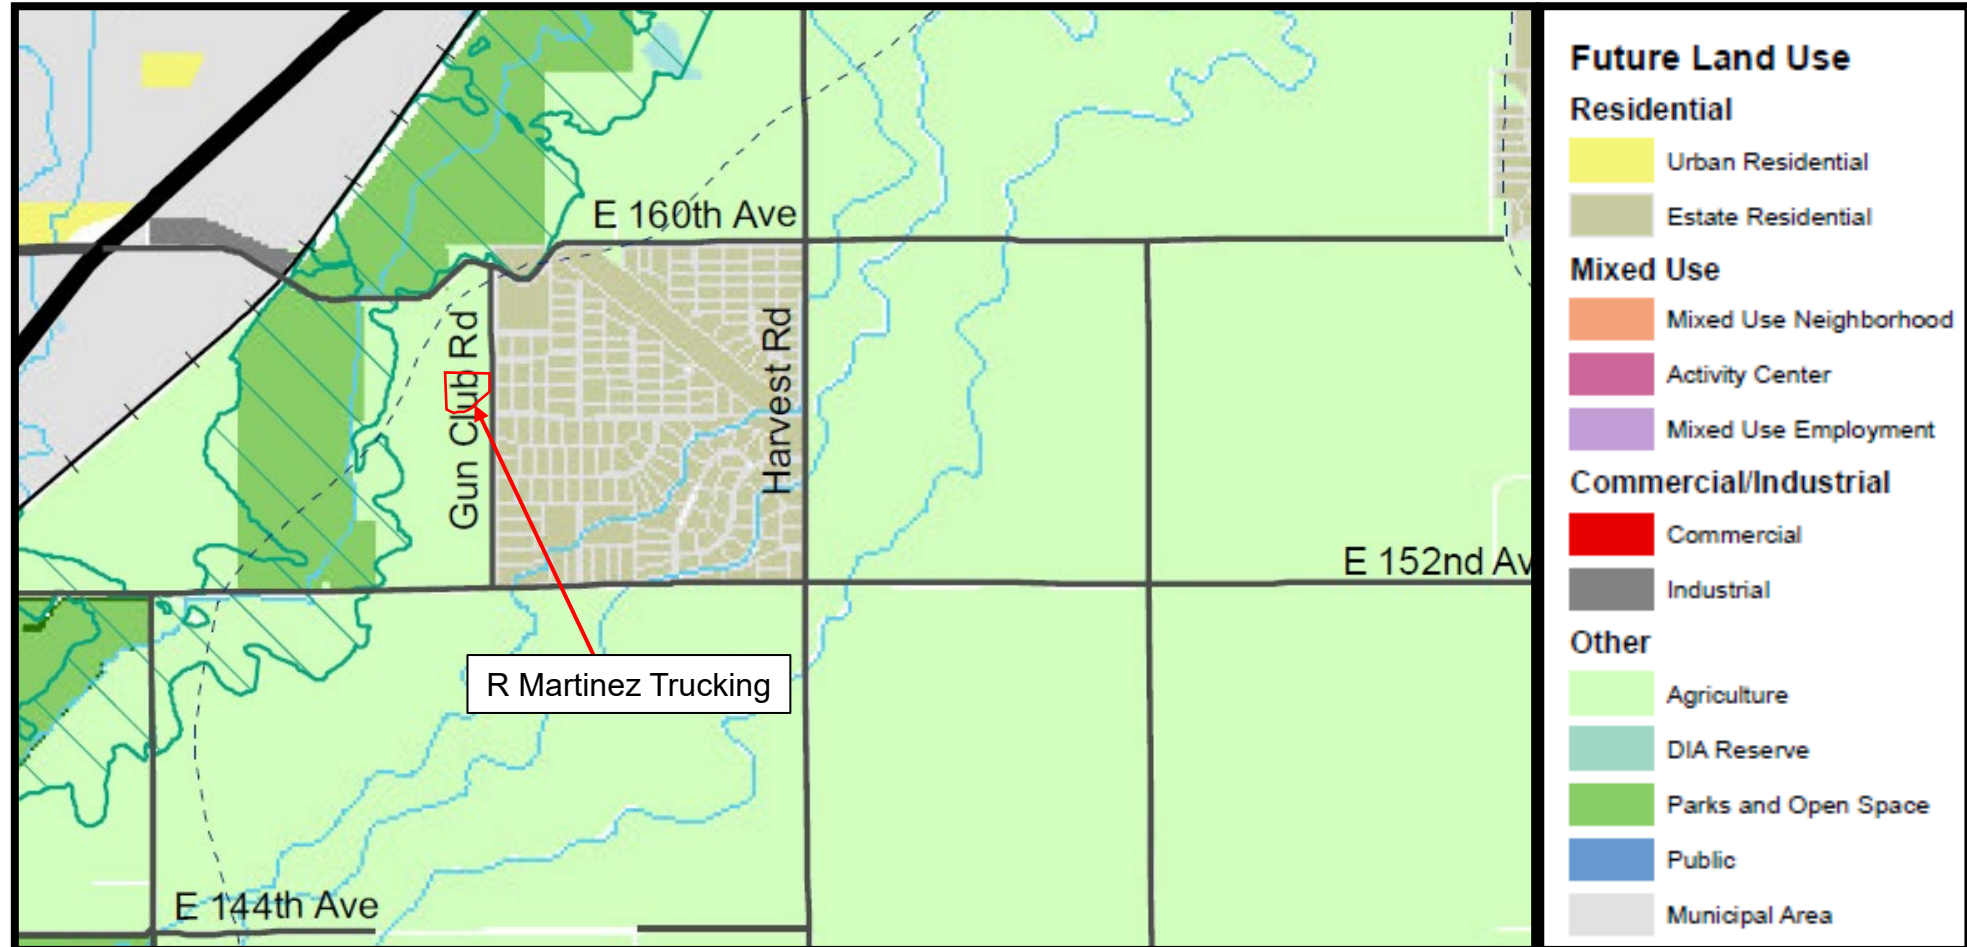 E 160th Ave
Gun Club Rd
Harvest Rd
E 152nd Av
R Martinez Trucking
E 144th Ave
Future Land Use
Residential
Urban Residential
Estate Residential
Mixed Use
Mixed Use Neighborhood
Activity Center
Mixed Use Employment
Commercial/Industrial
Commercial
Industrial
Other
Agriculture
DIA Reserve
Parks and Open Space
Public
Municipal Area